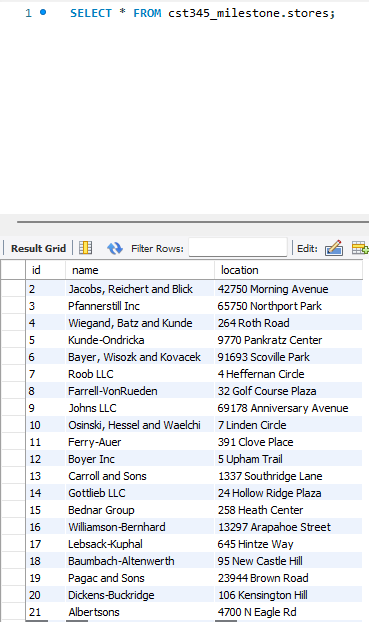 1 SELECT * FROM cst345_milestone.stores;
Result Grid Filter Rows: Edit:
id name location
2 Jacobs, Reichert and Blick 42750 Morning Avenue
3 Pfannerstill Inc 65750 Northport Park
4 Wiegand, Batz and Kunde 264 Roth Road
5 Kunde-Ondricka 9770 Pankratz Center
6 Bayer, Wisozk and Kovacek 91693 Scoville Park
7 Roob LLC 4 Heffernan Circle
8 Farrell-VonRueden 32 Golf Course Plaza
9 Johns LLC 69178 Anniversary Avenue
10 Osinski, Hessel and Waelchi 7 Linden Circle
11 Ferry-Auer 391 Clove Place
12 Boyer Inc 5 Upham Trail
13 Carroll and Sons 1337 Southridge Lane
14 Gottlieb LLC 24 Hollow Ridge Plaza
15 Bednar Group 258 Heath Center
16 Williamson-Bernhard 13297 Arapahoe Street
17 Lebsack-Kuphal 645 Hintze Way
18 Baumbach-Altenwerth 95 New Castle Hill
19 Pagac and Sons 23944 Brown Road
20 Dickens-Buckridge 106 Kensington Hill
21 Albertsons 4700 N Eagle Rd